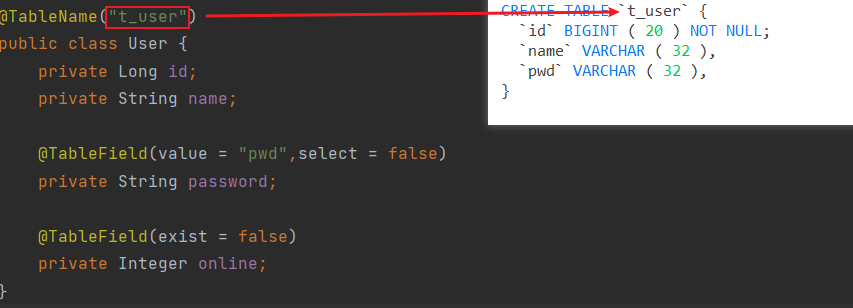 @TableName("t_user")
public class User {
    private Long id;
    private String name;

    @TableField(value = "pwd",select = false)
    private String password;

    @TableField(exist = false)
    private Integer online;
}
CREATE TABLE `t_user` {
  `id` BIGINT ( 20 ) NOT NULL;
  `name` VARCHAR ( 32 ),
  `pwd` VARCHAR ( 32 ),
}